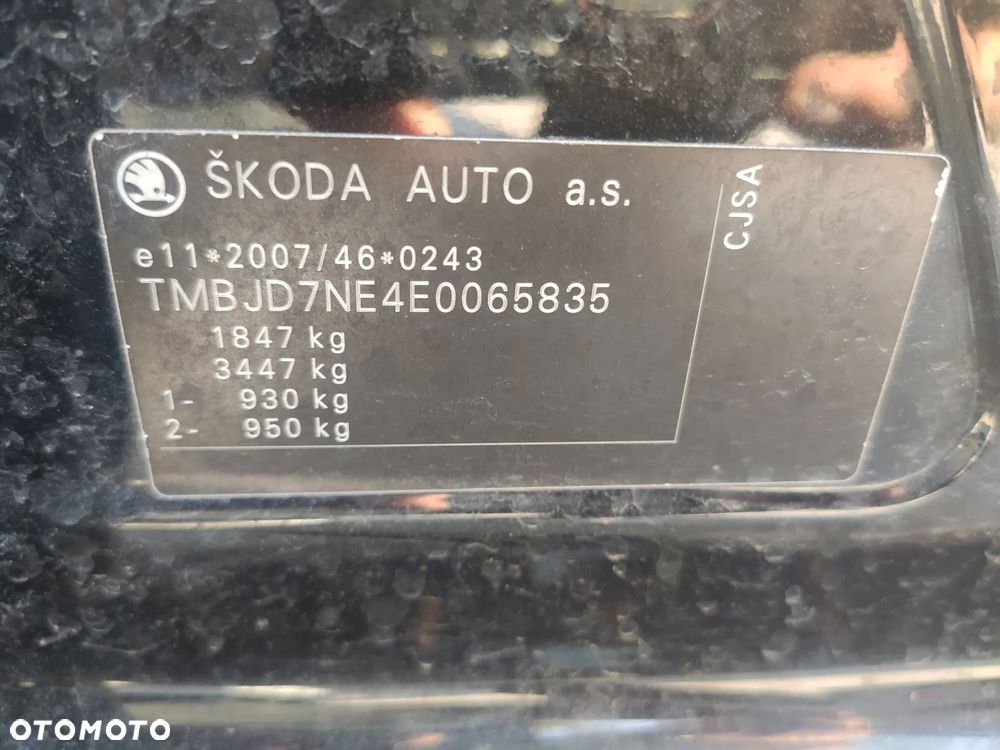 ŠKODA AUTO a.s.
CJSA
e11*2007/46*0243
TMBJD7NE4E0065835
1847 kg
3447 kg
1- 930 kg
2- 950 kg
OTOMOTO